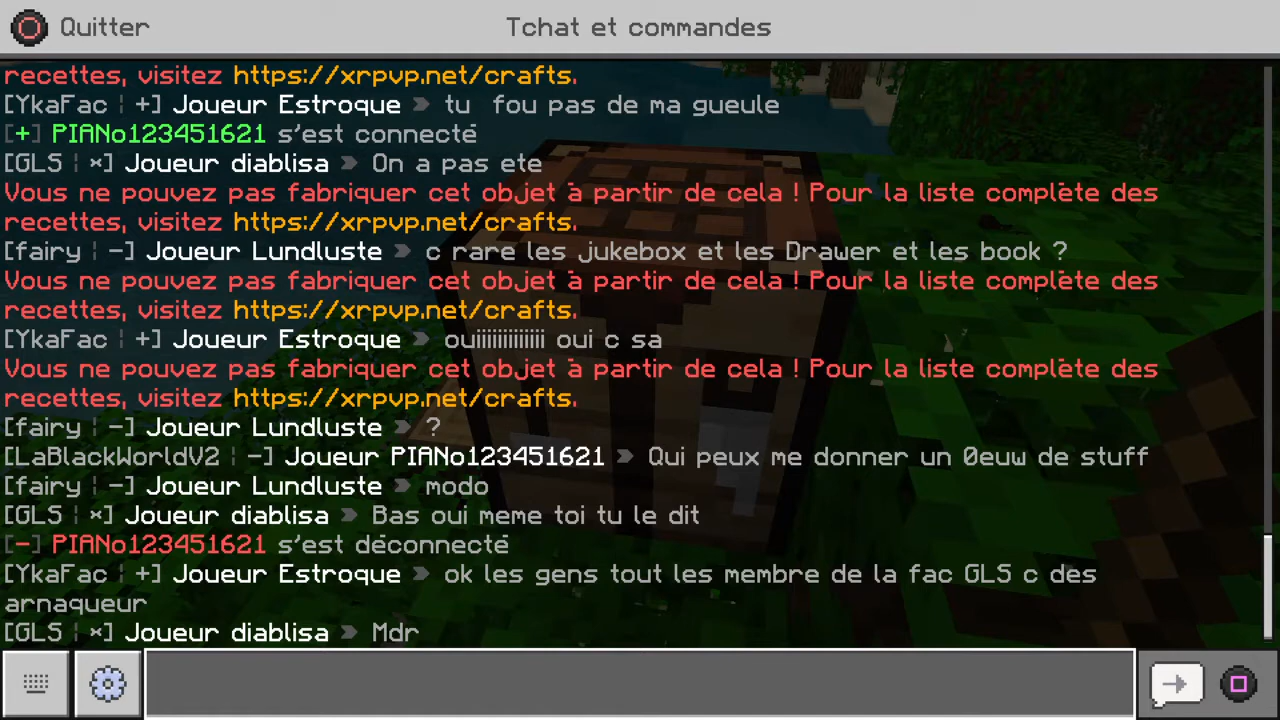 Quitter
Tchat et commandes
recettes, visitez https://xrpvp.net/crafts.
[YkaFac ¦ +] Joueur Estroque » tu  fou pas de ma gueule
[+] PIANo123451621 s'est connecté
[GLS ¦ ×] Joueur diablisa » On a pas ete
Vous ne pouvez pas fabriquer cet objet à partir de cela ! Pour la liste complète des
recettes, visitez https://xrpvp.net/crafts.
[fairy ¦ -] Joueur Lundluste » c rare les jukebox et les Drawer et les book ?
Vous ne pouvez pas fabriquer cet objet à partir de cela ! Pour la liste complète des
recettes, visitez https://xrpvp.net/crafts.
[YkaFac ¦ +] Joueur Estroque » ouiiiiiiiiiiiiii oui c sa
Vous ne pouvez pas fabriquer cet objet à partir de cela ! Pour la liste complète des
recettes, visitez https://xrpvp.net/crafts.
[fairy ¦ -] Joueur Lundluste » ?
[LaBlackWorldV2 ¦ -] Joueur PIANo123451621 » Qui peux me donner un 0euw de stuff
[fairy ¦ -] Joueur Lundluste » modo
[GLS ¦ ×] Joueur diablisa » Bas oui meme toi tu le dit
[-] PIANo123451621 s'est déconnecté
[YkaFac ¦ +] Joueur Estroque » ok les gens tout les membre de la fac GLS c des
arnaqueur
[GLS ¦ ×] Joueur diablisa » Mdr